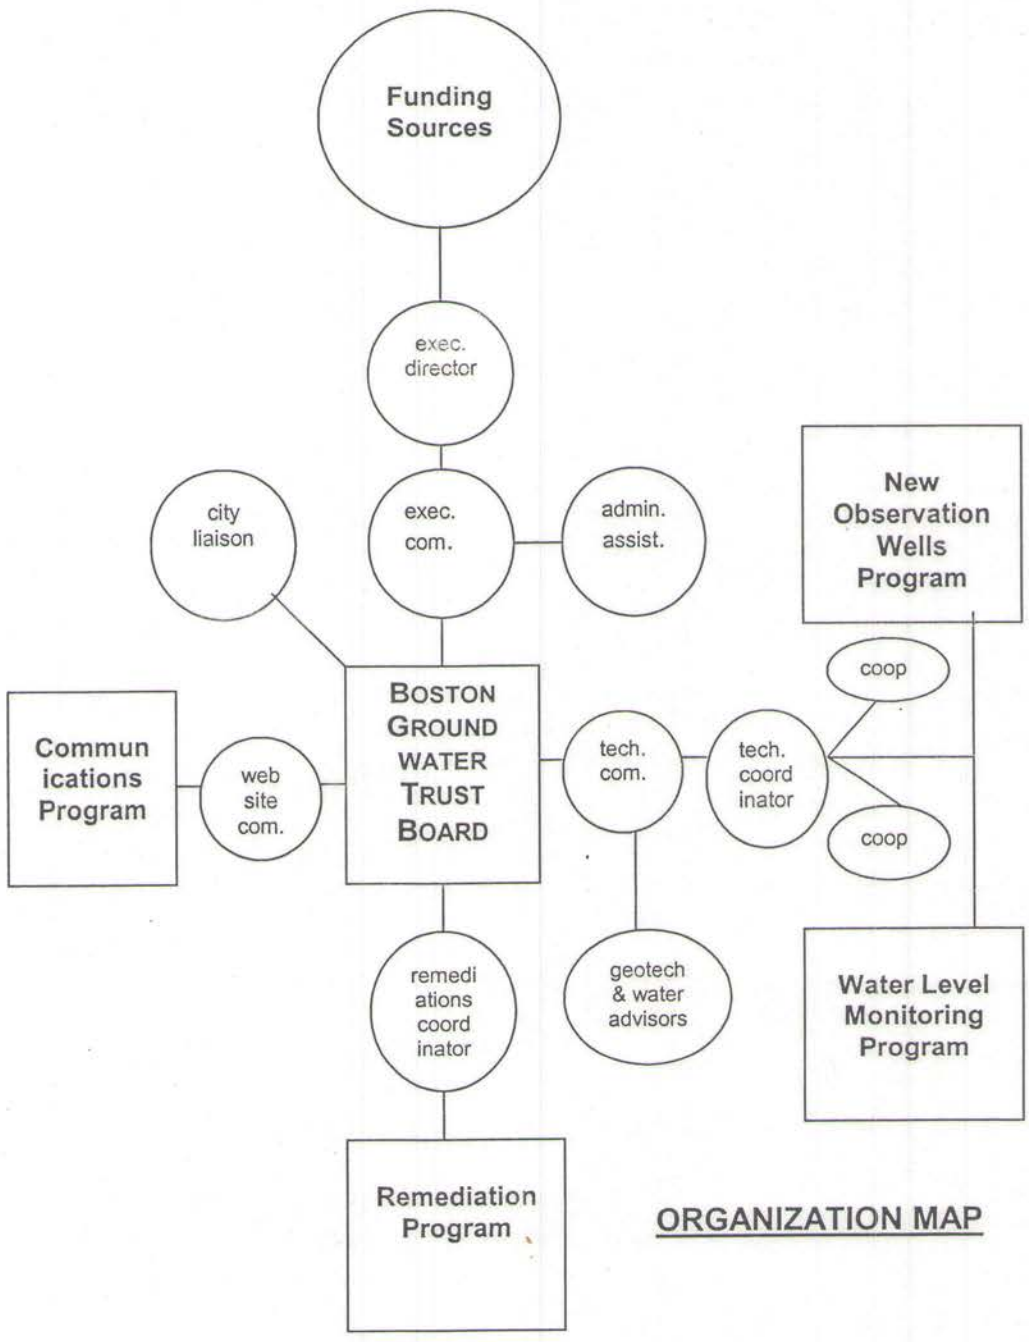 Funding
Sources
exec.
director
city
liaison
exec.
com.
admin.
assist.
New
Observation
Wells
Program
coop
BOSTON
GROUND
WATER
TRUST
BOARD
Commun
ications
Program
web
site
com.
tech.
com.
tech.
coord
inator
coop
remedi
ations
coord
inator
geotech
& water
advisors
Water Level
Monitoring
Program
Remediation
Program
ORGANIZATION MAP